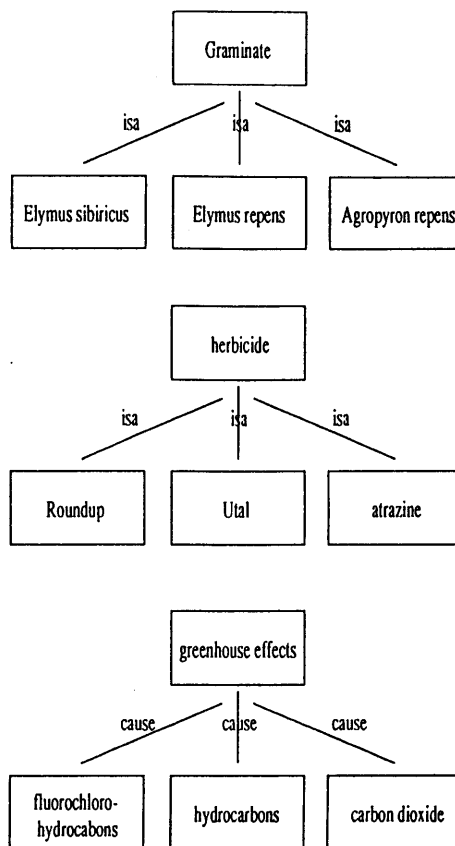 Graminate
isa isa isa
Elymus sibiricus Elymus repens Agropyron repens
herbicide
isa isa isa
Roundup Utal atrazine
greenhouse effects
cause cause cause
fluorochloro-
hydrocabons hydrocarbons carbon dioxide